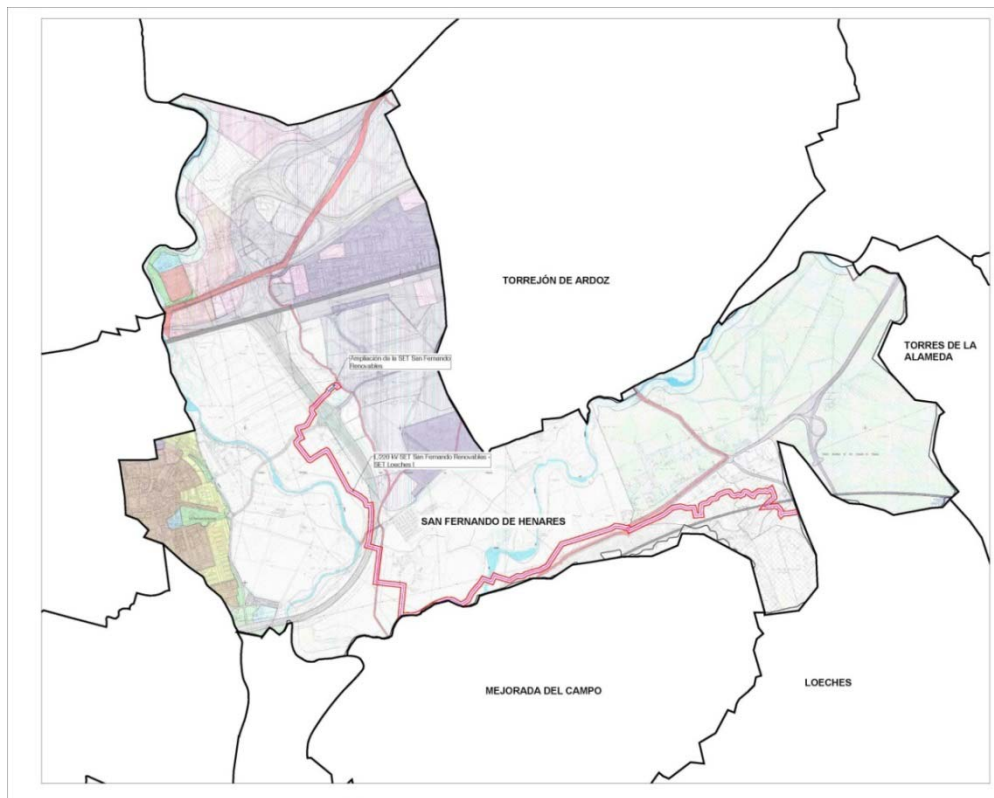 TORREJÓN DE ARDOZ
TORRES DE LA
ALAMEDA
Ampliación de la SET San Fernando
Renovables
L/220 kV SET San Fernando Renovables -
SET Loeches I
SAN FERNANDO DE HENARES
MEJORADA DEL CAMPO
LOECHES